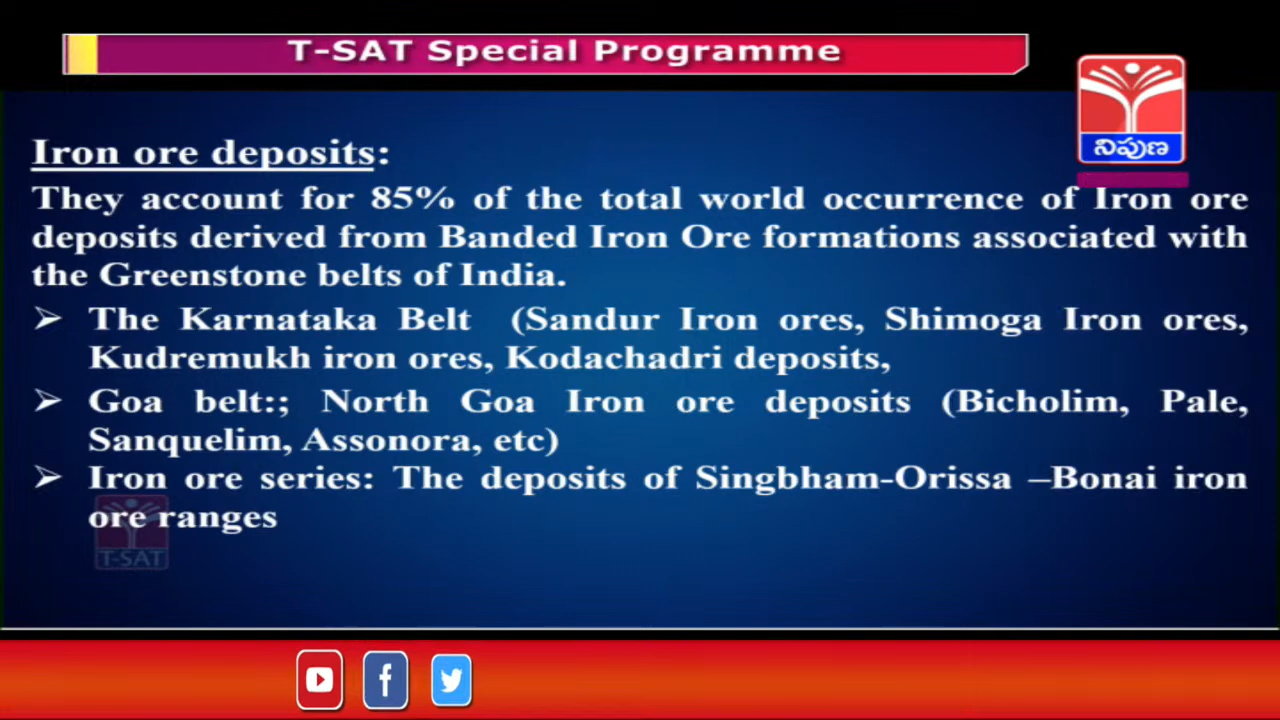 T-SAT Special Programme
నిపుణ
Iron ore deposits:
They account for 85% of the total world occurrence of Iron ore
deposits derived from Banded Iron Ore formations associated with
the Greenstone belts of India.
➢ The Karnataka Belt (Sandur Iron ores, Shimoga Iron ores,
Kudremukh iron ores, Kodachadri deposits,
➢ Goa belt:; North Goa Iron ore deposits (Bicholim, Pale,
Sanquelim, Assonora, etc)
➢ Iron ore series: The deposits of Singbham-Orissa –Bonai iron
ore ranges
T-SAT